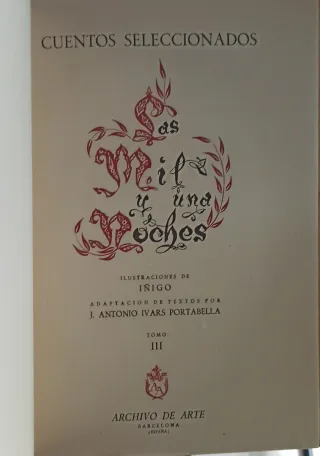 CUENTOS SELECCIONADOS
Las
Mil
y una
Noches
ILUSTRACIONES DE
IÑIGO
ADAPTACION DE TEXTOS POR
J. ANTONIO IVARS PORTABELLA
TOMO:
III
ARCHIVO DE ARTE
BARCELONA
(ESPAÑA)